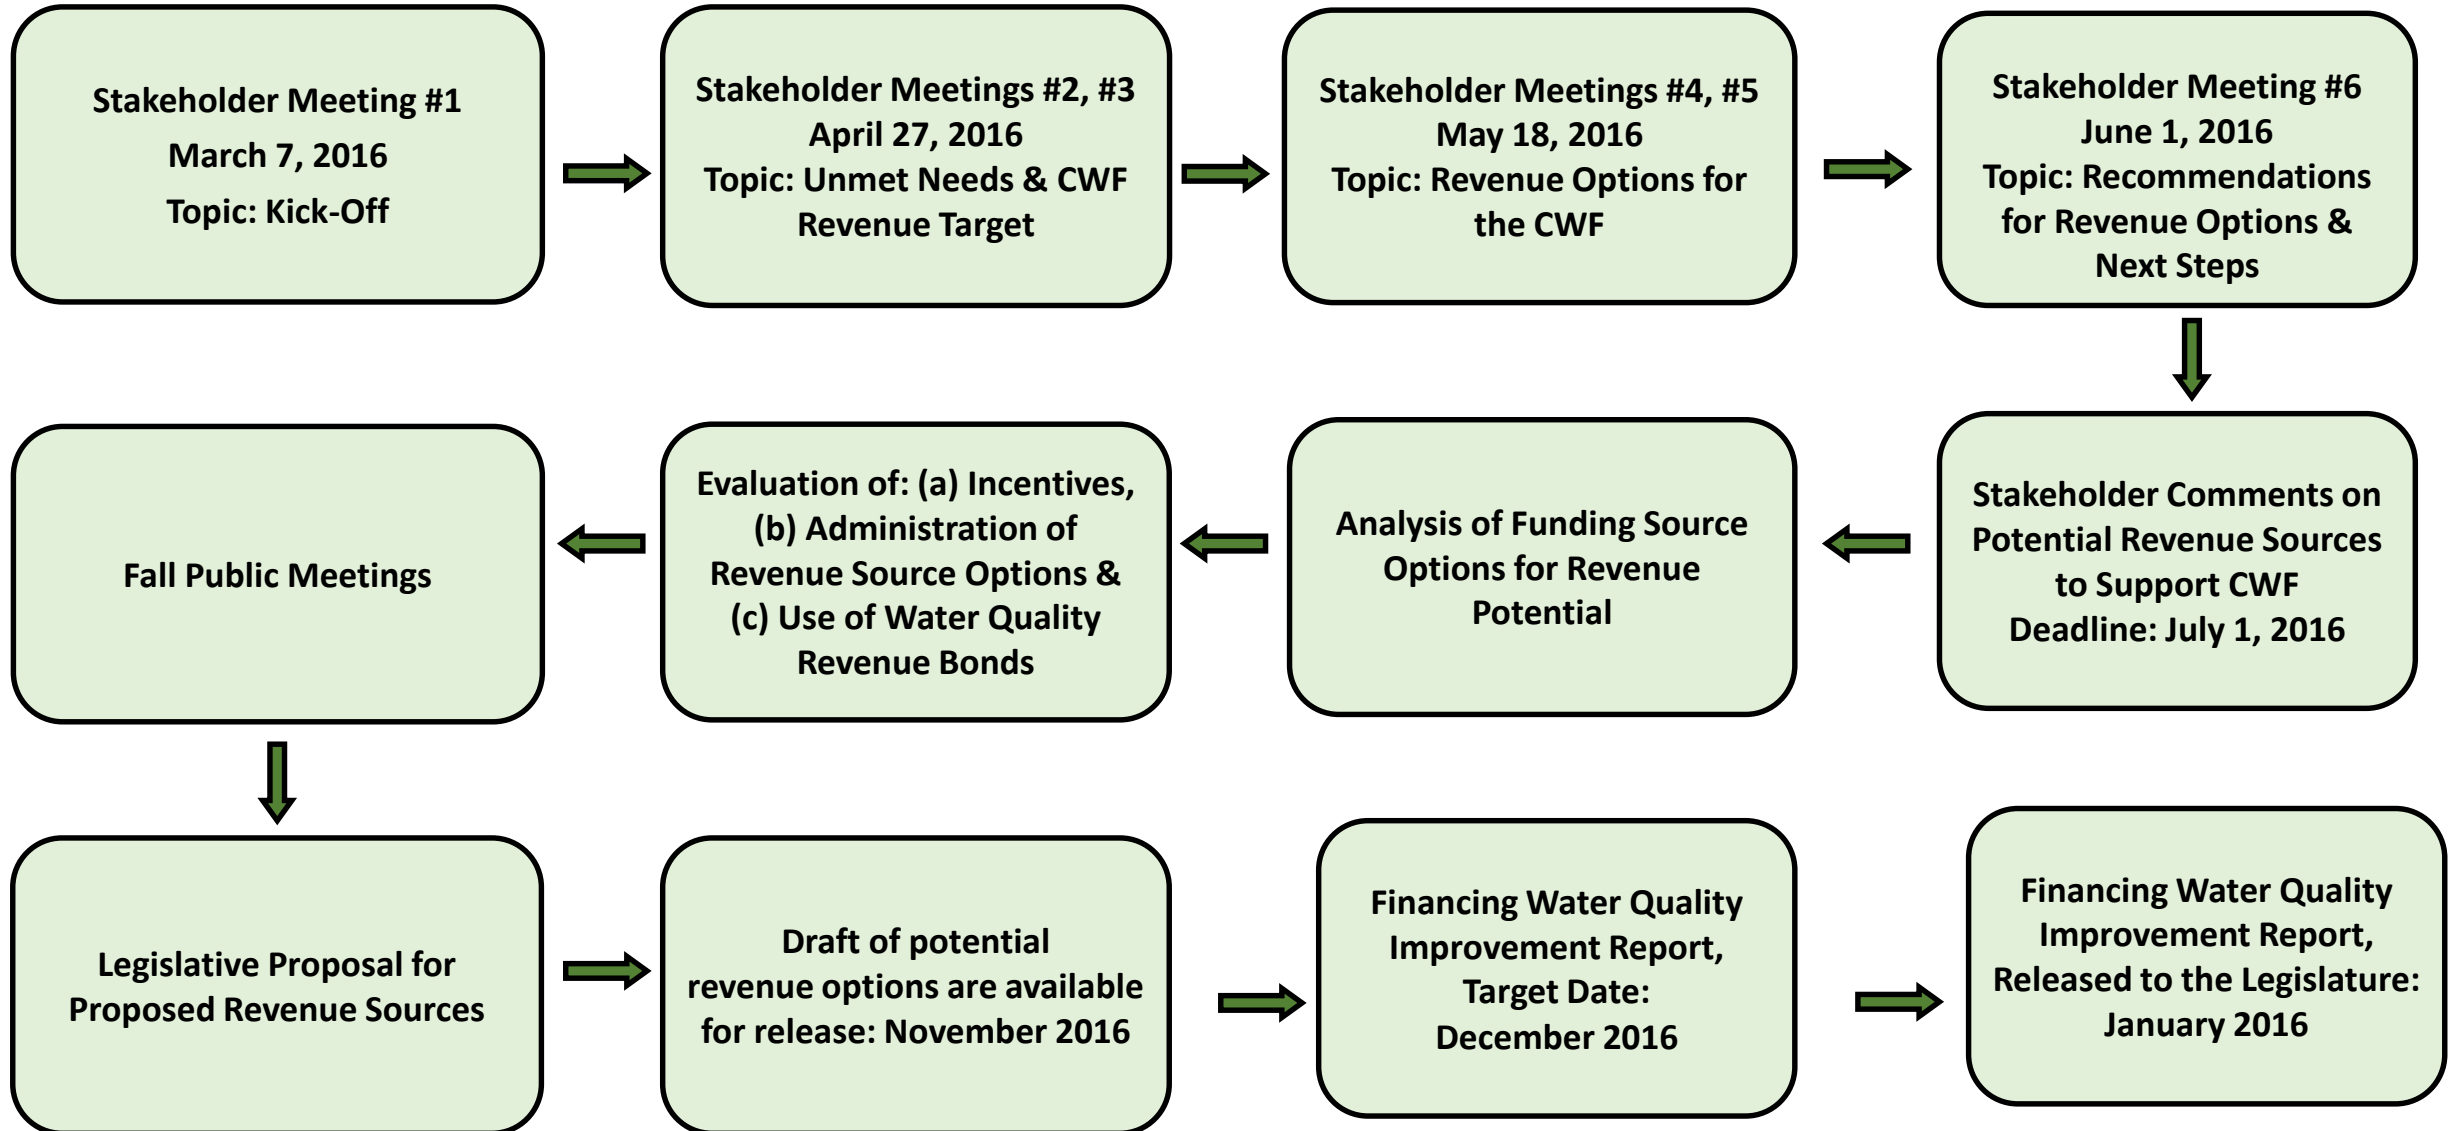 Stakeholder Meeting #1
March 7, 2016
Topic: Kick-Off
Stakeholder Meetings #2, #3
April 27, 2016
Topic: Unmet Needs & CWF
Revenue Target
Stakeholder Meetings #4, #5
May 18, 2016
Topic: Revenue Options for
the CWF
Stakeholder Meeting #6
June 1, 2016
Topic: Recommendations
for Revenue Options &
Next Steps
Stakeholder Comments on
Potential Revenue Sources
to Support CWF
Deadline: July 1, 2016
Analysis of Funding Source
Options for Revenue
Potential
Evaluation of: (a) Incentives,
(b) Administration of
Revenue Source Options &
(c) Use of Water Quality
Revenue Bonds
Fall Public Meetings
Legislative Proposal for
Proposed Revenue Sources
Draft of potential
revenue options are available
for release: November 2016
Financing Water Quality
Improvement Report,
Target Date:
December 2016
Financing Water Quality
Improvement Report,
Released to the Legislature:
January 2016